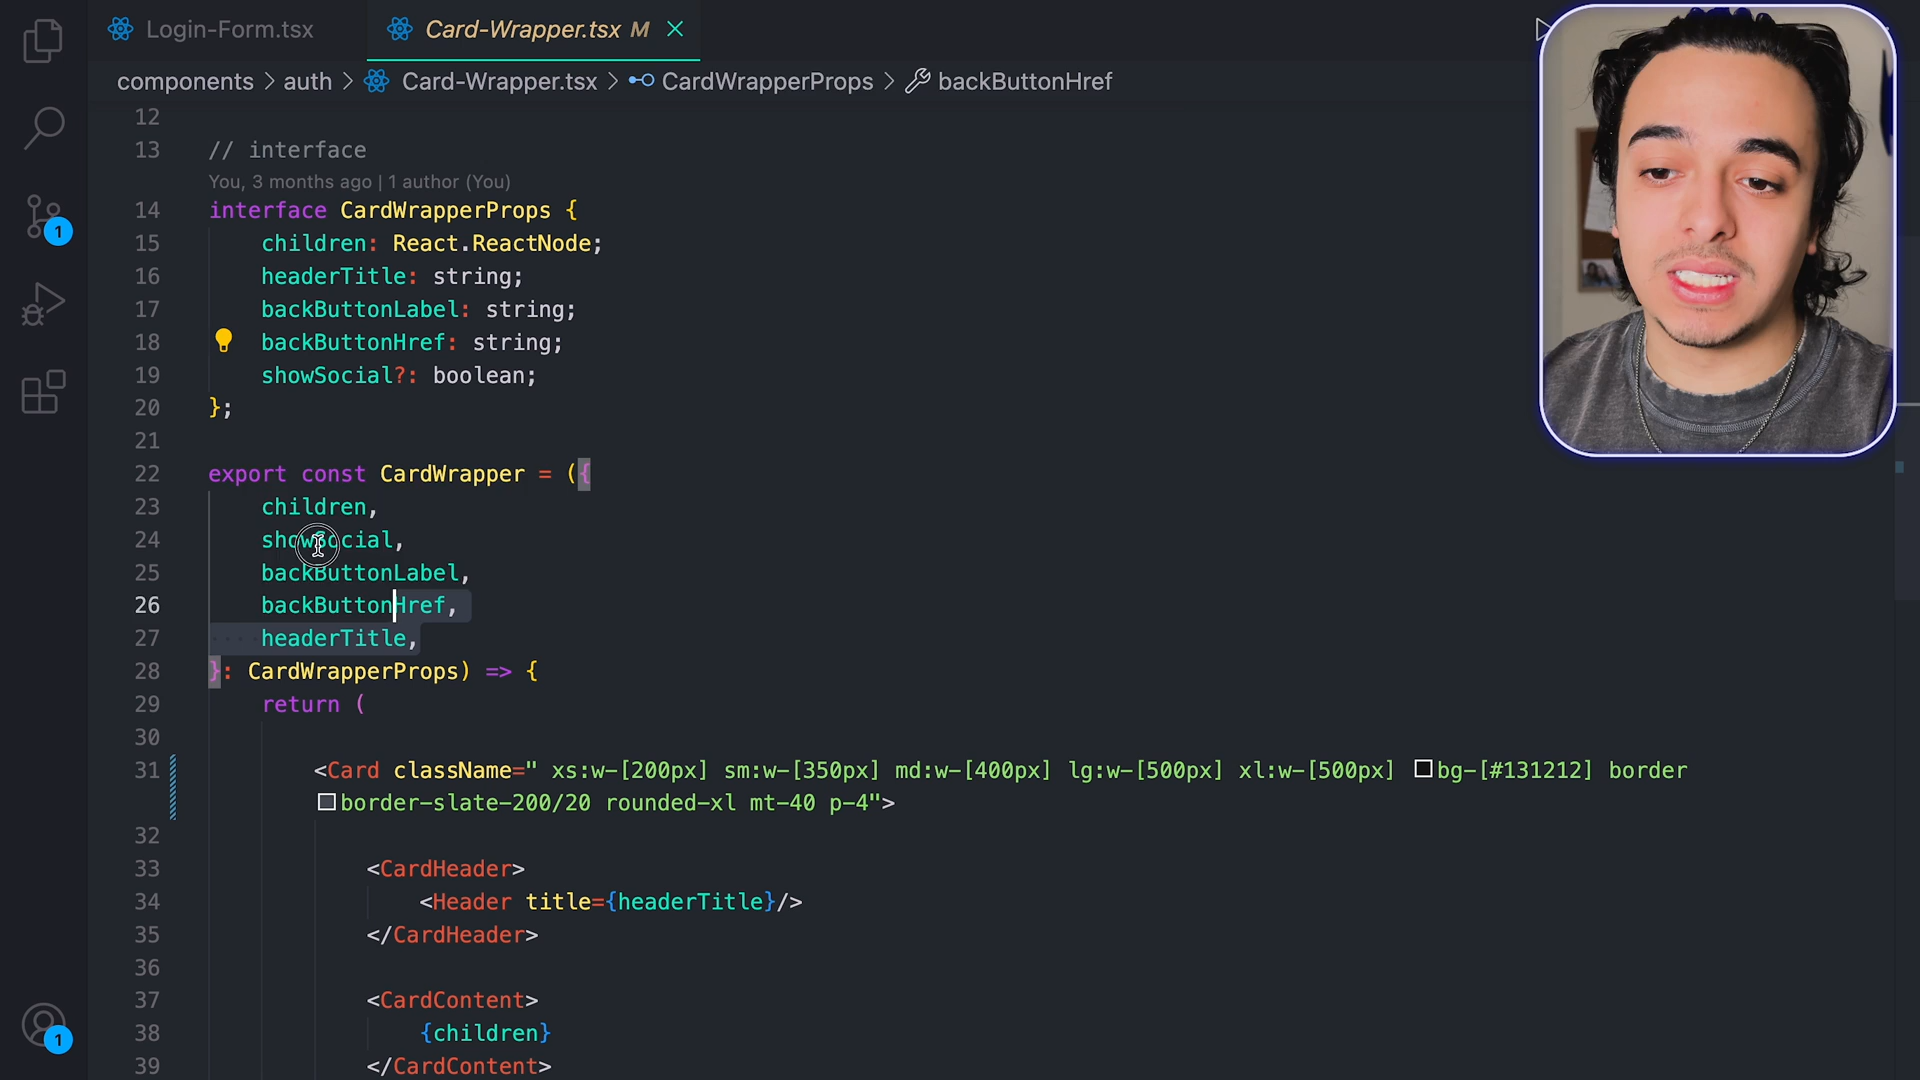 Login-Form.tsx
Card-Wrapper.tsx M
components > auth > Card-Wrapper.tsx > CardWrapperProps > backButtonHref
12
13 // interface
You, 3 months ago | 1 author (You)
14 interface CardWrapperProps {
15 children: React.ReactNode;
16 headerTitle: string;
17 backButtonLabel: string;
18 backButtonHref: string;
19 showSocial?: boolean;
20 };
21
22 export const CardWrapper = ({
23 children,
24 showSocial,
25 backButtonLabel,
26 backButtonHref,
27 headerTitle,
28 }: CardWrapperProps) => {
29 return (
30
31 <Card className=" xs:w-[200px] sm:w-[350px] md:w-[400px] lg:w-[500px] xl:w-[500px] bg-[#131212] border
border-slate-200/20 rounded-xl mt-40 p-4">
32
33 <CardHeader>
34 <Header title={headerTitle}/>
35 </CardHeader>
36
37 <CardContent>
38 {children}
39 </CardContent>
1
1